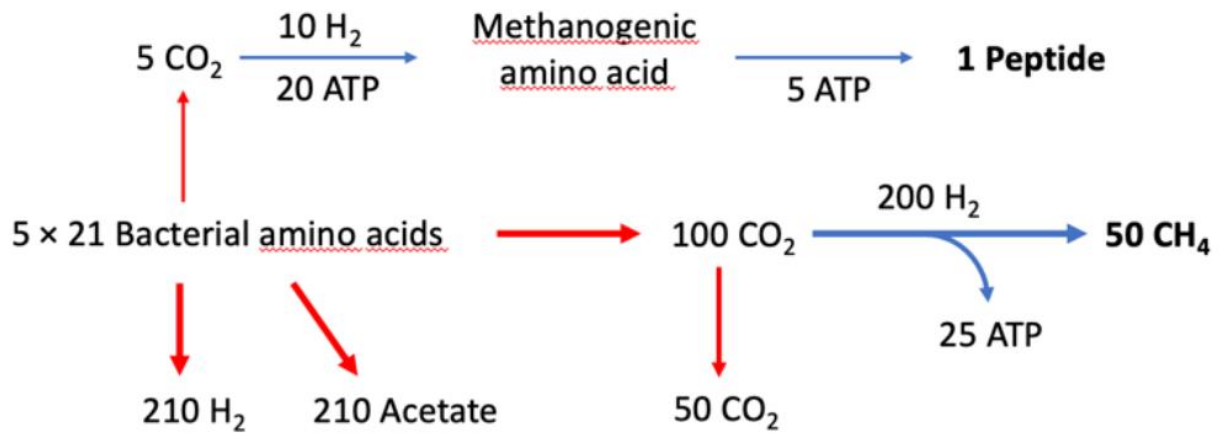 10 H₂
Methanogenic
5 CO₂
amino acid
1 Peptide
20 ATP
5 ATP
200 H₂
5 × 21 Bacterial amino acids
100 CO₂
50 CH₄
25 ATP
210 H₂
210 Acetate
50 CO₂